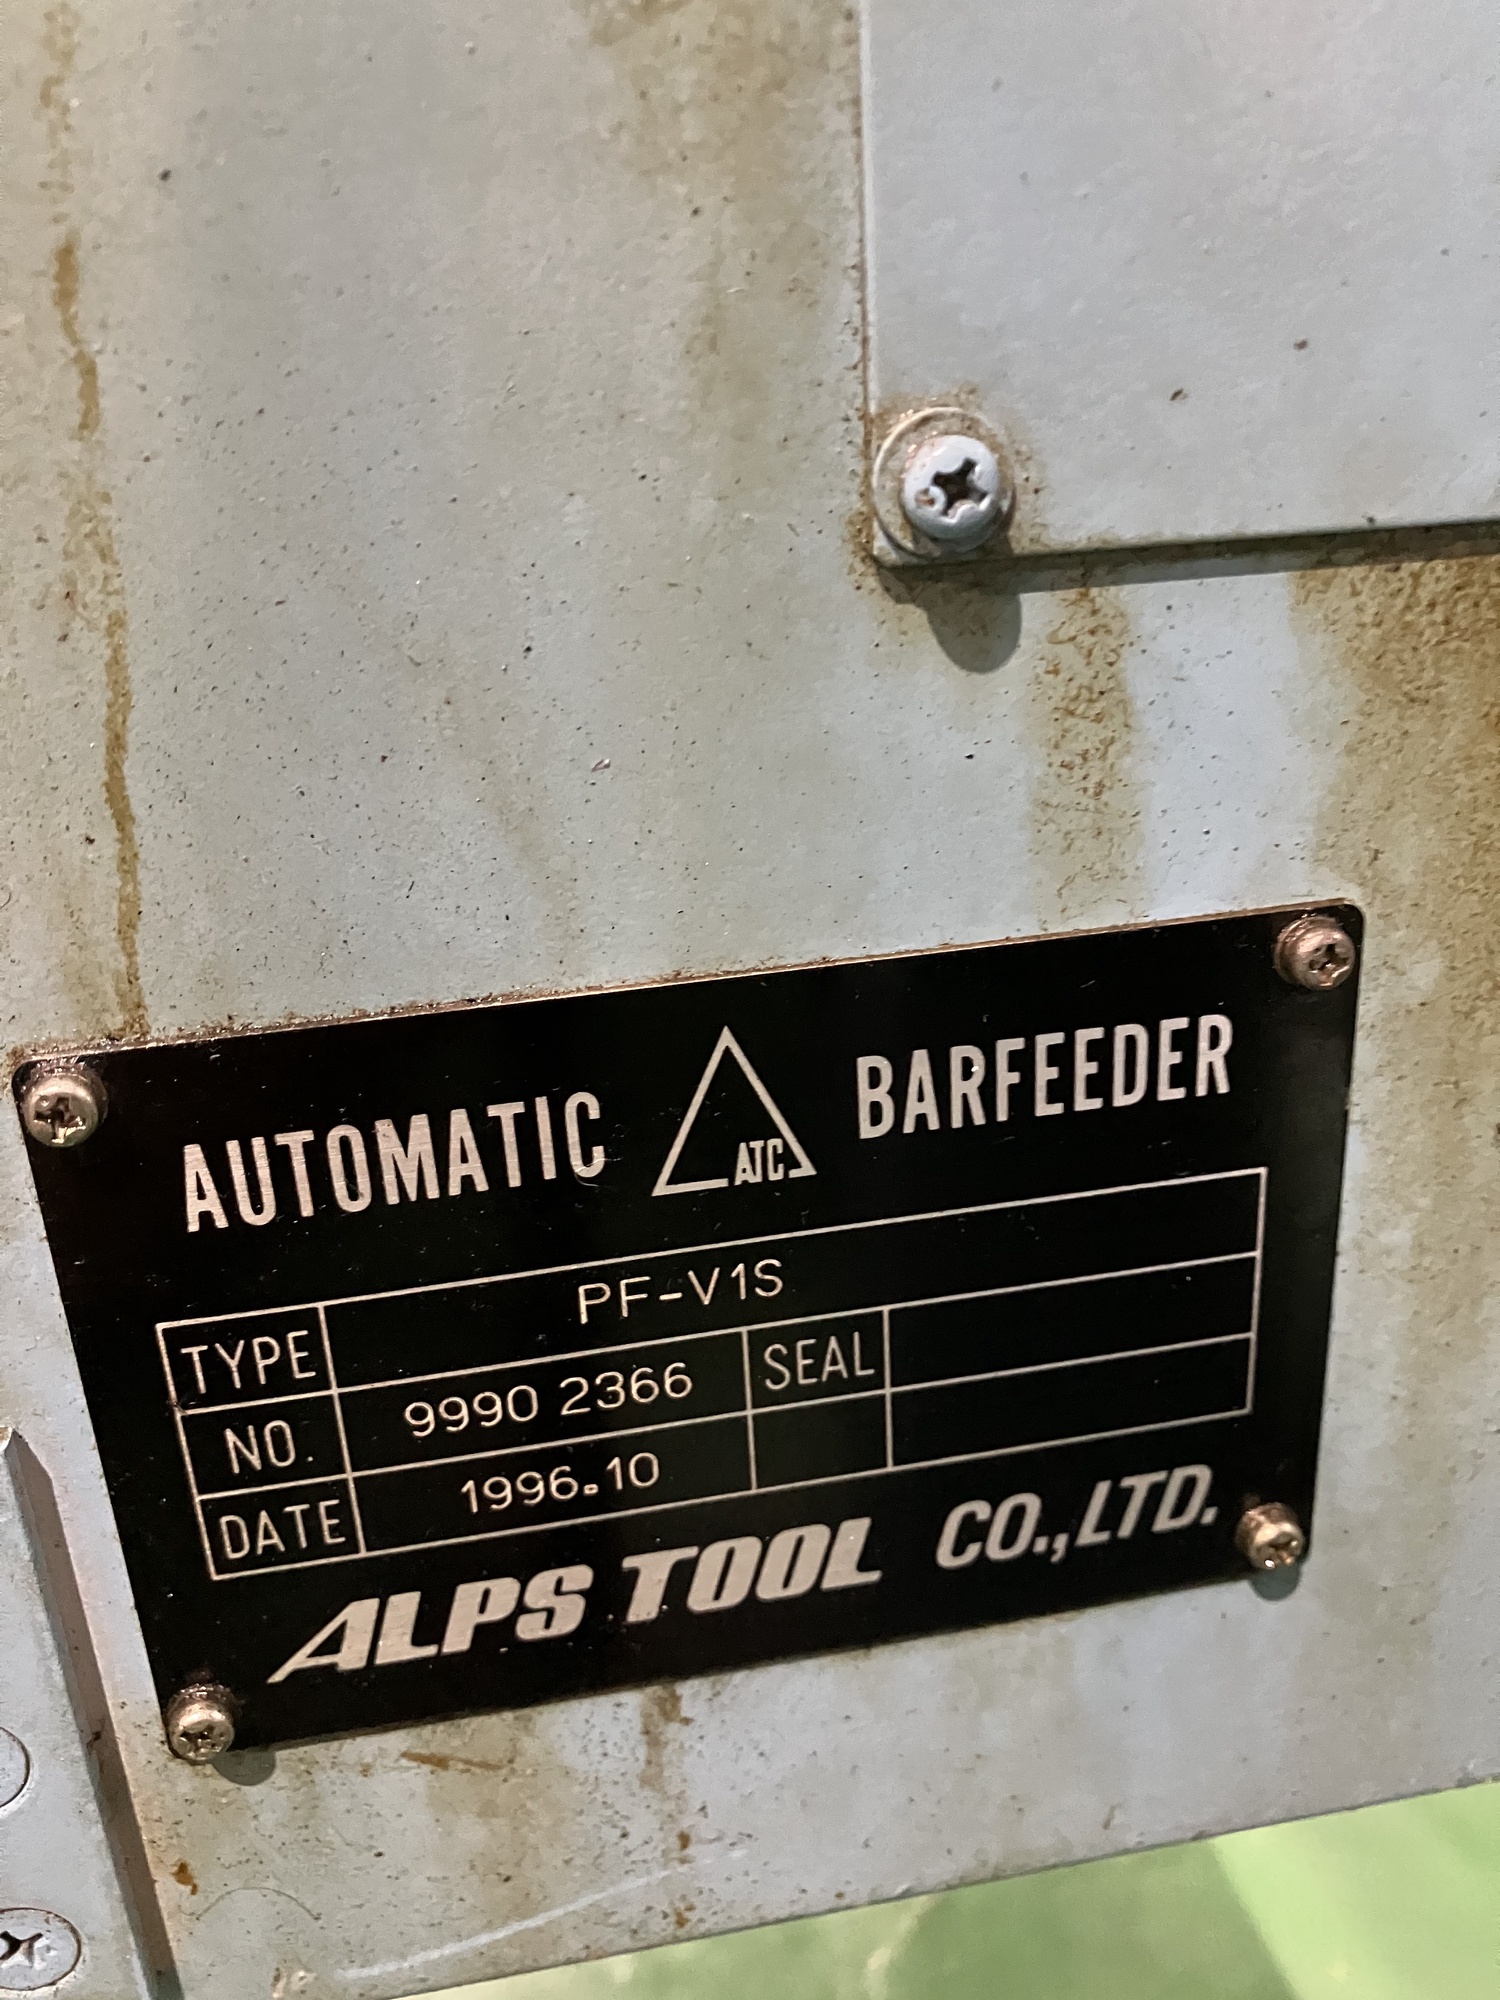 AUTOMATIC ATC BARFEEDER
TYPE PF-V1S
NO. 9990 2366 SEAL
DATE 1996.10
ALPS TOOL CO.,LTD.